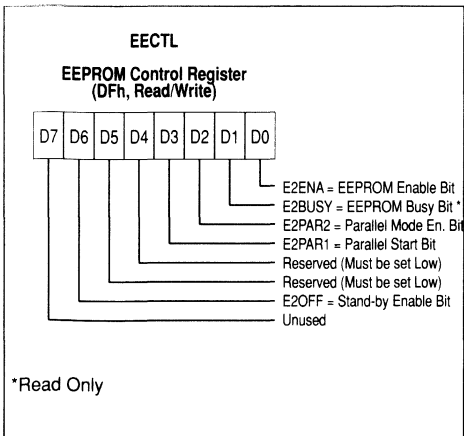 EECTL
EEPROM Control Register
(DFh, Read/Write)
D7 D6 D5 D4 D3 D2 D1 D0
E2ENA = EEPROM Enable Bit
E2BUSY = EEPROM Busy Bit *
E2PAR2 = Parallel Mode En. Bit
E2PAR1 = Parallel Start Bit
Reserved (Must be set Low)
Reserved (Must be set Low)
E2OFF = Stand-by Enable Bit
Unused
*Read Only